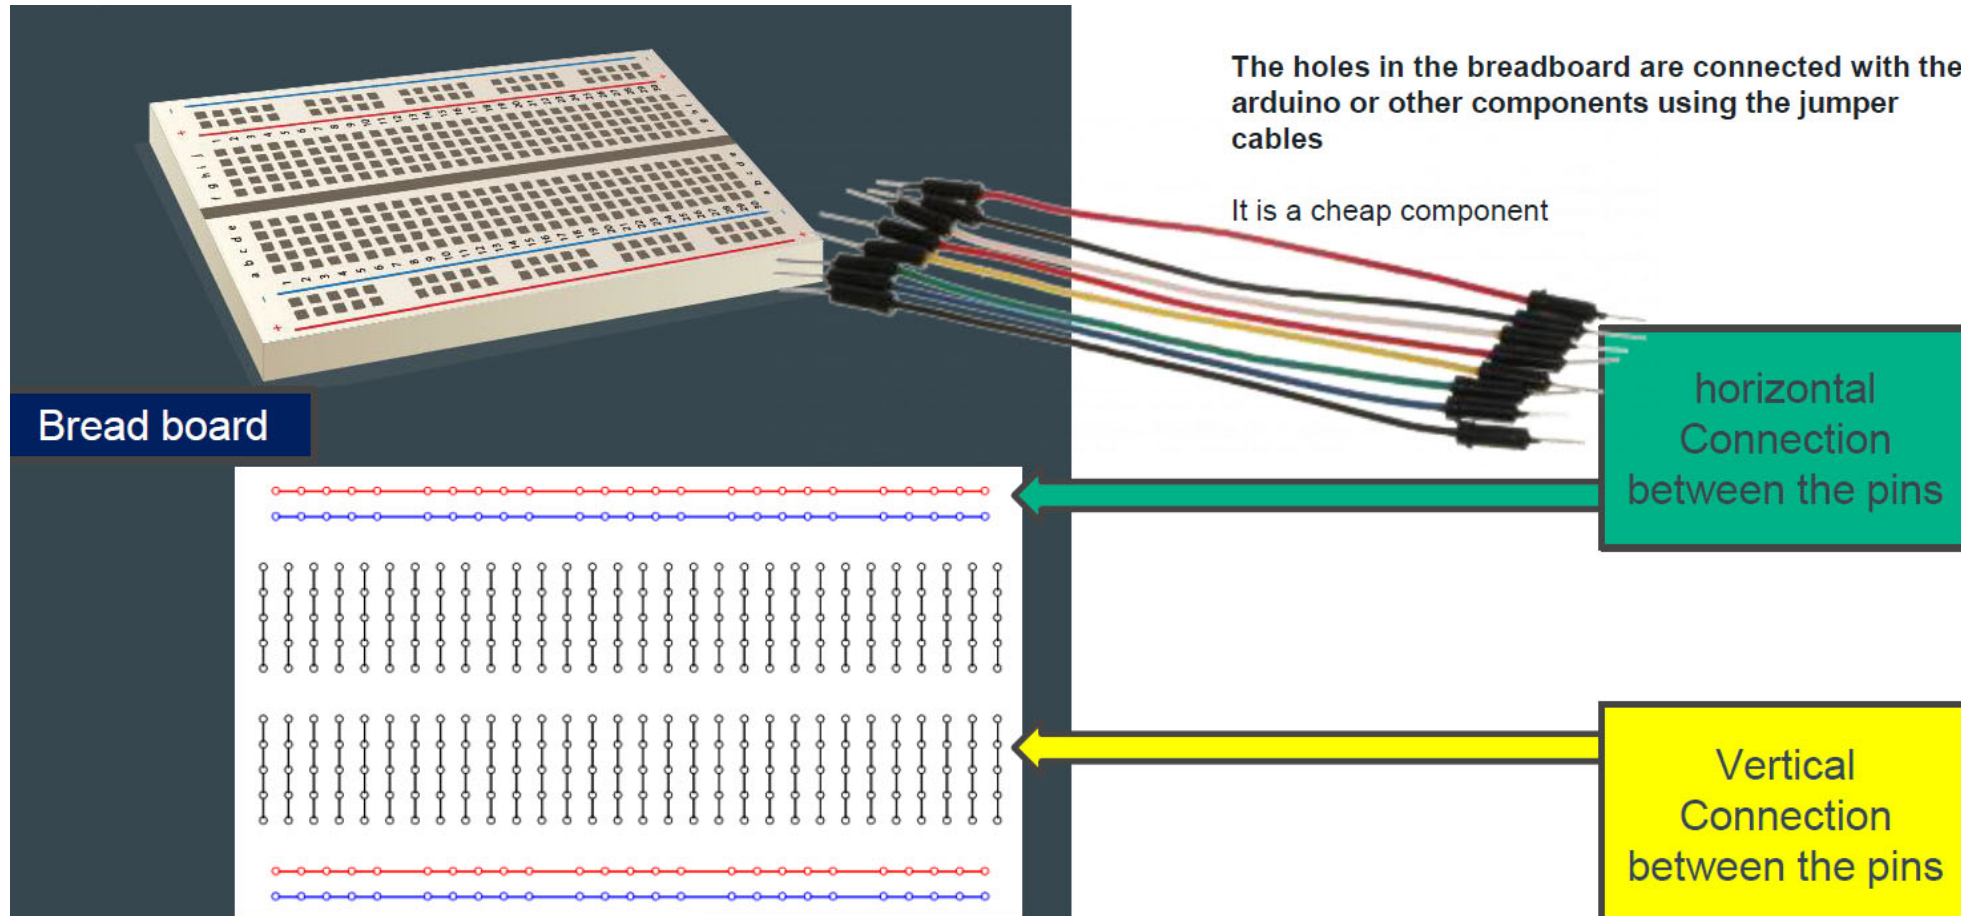 The holes in the breadboard are connected with the
arduino or other components using the jumper
cables
It is a cheap component
Bread board
horizontal
Connection
between the pins
Vertical
Connection
between the pins